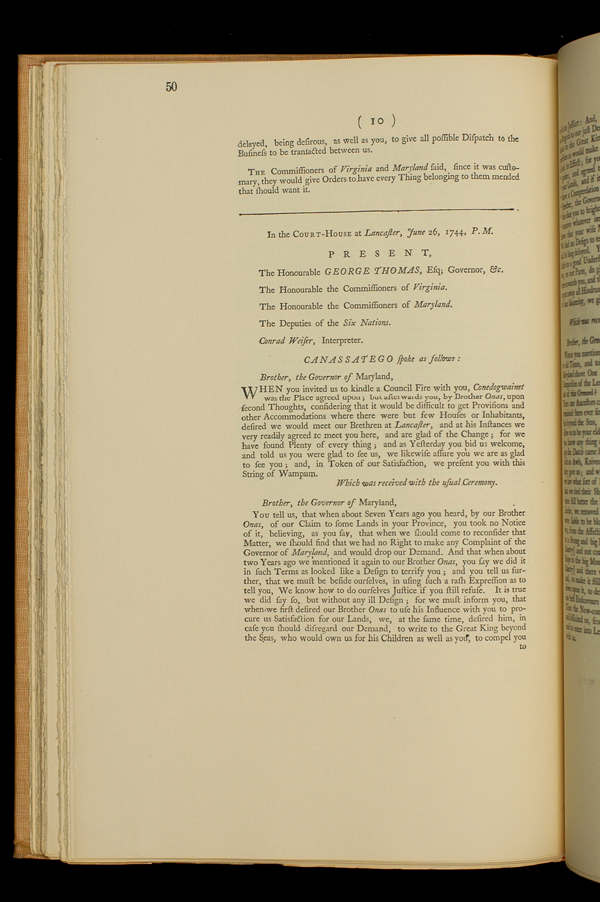 50
( 10 )
delayed, being deſirous, as well as you, to give all poſſible Diſpatch to the
Buſineſs to be tranſacted between us.
THE Commiſſioners of Virginia and Maryland ſaid, ſince it was cuſto-
mary, they would give Orders to have every Thing belonging to them mended
that ſhould want it.
In the COURT-HOUSE at Lancaſter, June 26, 1744, P. M.
P R E S E N T,
The Honourable GEORGE THOMAS, Eſq; Governor, &c.
The Honourable the Commiſſioners of Virginia.
The Honourable the Commiſſioners of Maryland.
The Deputies of the Six Nations.
Conrad Weiſer, Interpreter.
CANASSATEGO ſpoke as follows :
Brother, the Governor of Maryland,
WHEN you invited us to kindle a Council Fire with you, Conedogwainet
was the Place agreed upon ; but afterwards you, by Brother Onas, upon
ſecond Thoughts, conſidering that it would be difficult to get Proviſions and
other Accommodations where there were but few Houſes or Inhabitants,
deſired we would meet our Brethren at Lancaſter, and at his Inſtances we
very readily agreed to meet you here, and are glad of the Change ; for we
have found Plenty of every thing ; and as Yeſterday you bid us welcome,
and told us you were glad to ſee us, we likewiſe aſſure you we are as glad
to ſee you ; and, in Token of our Satisfaction, we preſent you with this
String of Wampum.
Which was received with the uſual Ceremony.
Brother, the Governor of Maryland,
YOU tell us, that when about Seven Years ago you heard, by our Brother
Onas, of our Claim to ſome Lands in your Province, you took no Notice
of it, believing, as you ſay, that when we ſhould come to reconſider that
Matter, we ſhould find that we had no Right to make any Complaint of the
Governor of Maryland, and would drop our Demand. And that when about
two Years ago we mentioned it again to our Brother Onas, you ſay we did it
in ſuch Terms as looked like a Deſign to terrify you ; and you tell us fur-
ther, that we muſt be beſide ourſelves, in uſing ſuch a raſh Expreſſion as to
tell you, We know how to do ourſelves Juſtice if you ſtill refuſe. It is true
we did ſay ſo, but without any ill Deſign ; for we muſt inform you, that
when we firſt deſired our Brother Onas to uſe his Influence with you to pro-
cure us Satisfaction for our Lands, we, at the ſame time, deſired him, in
caſe you ſhould diſregard our Demand, to write to the Great King beyond
the Seas, who would own us for his Children as well as you, to compel you
to